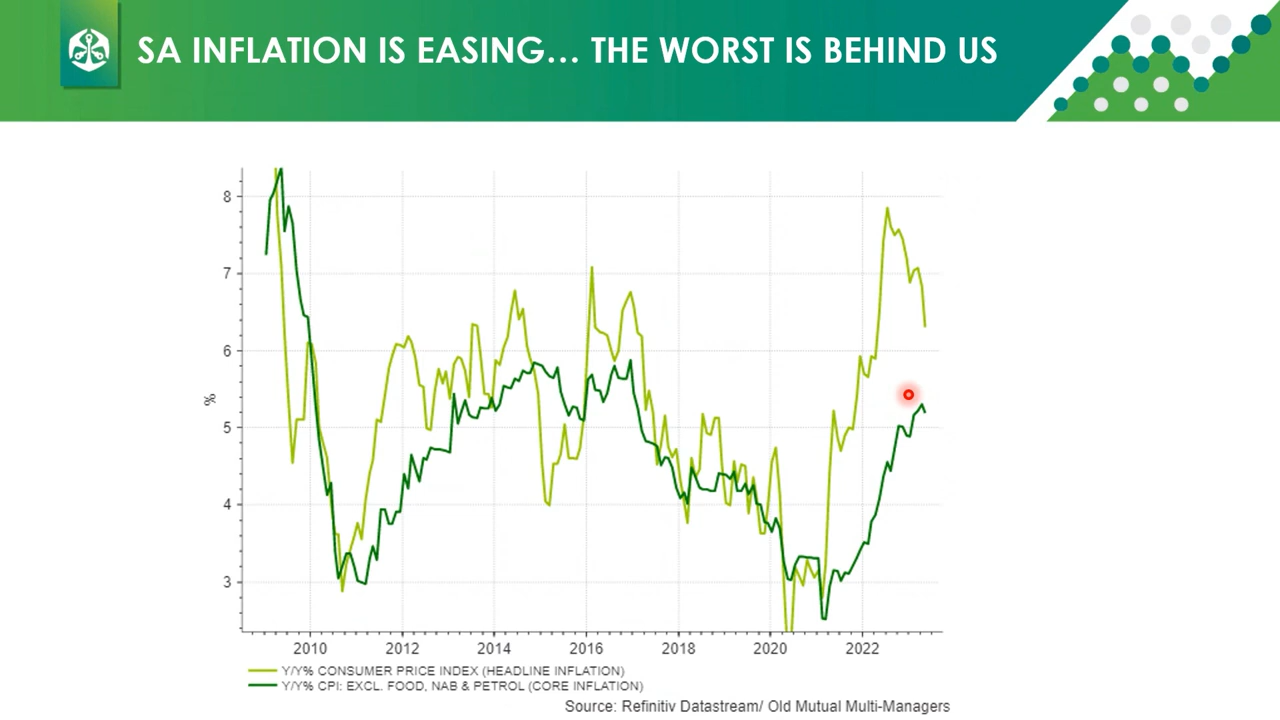 SA INFLATION IS EASING... THE WORST IS BEHIND US
8
7
6
5
4
3
%
2010 2012 2014 2016 2018 2020 2022
Y/Y% CONSUMER PRICE INDEX (HEADLINE INFLATION)
Y/Y% CPI: EXCL. FOOD, NAB & PETROL (CORE INFLATION)
Source: Refinitiv Datastream/ Old Mutual Multi-Managers